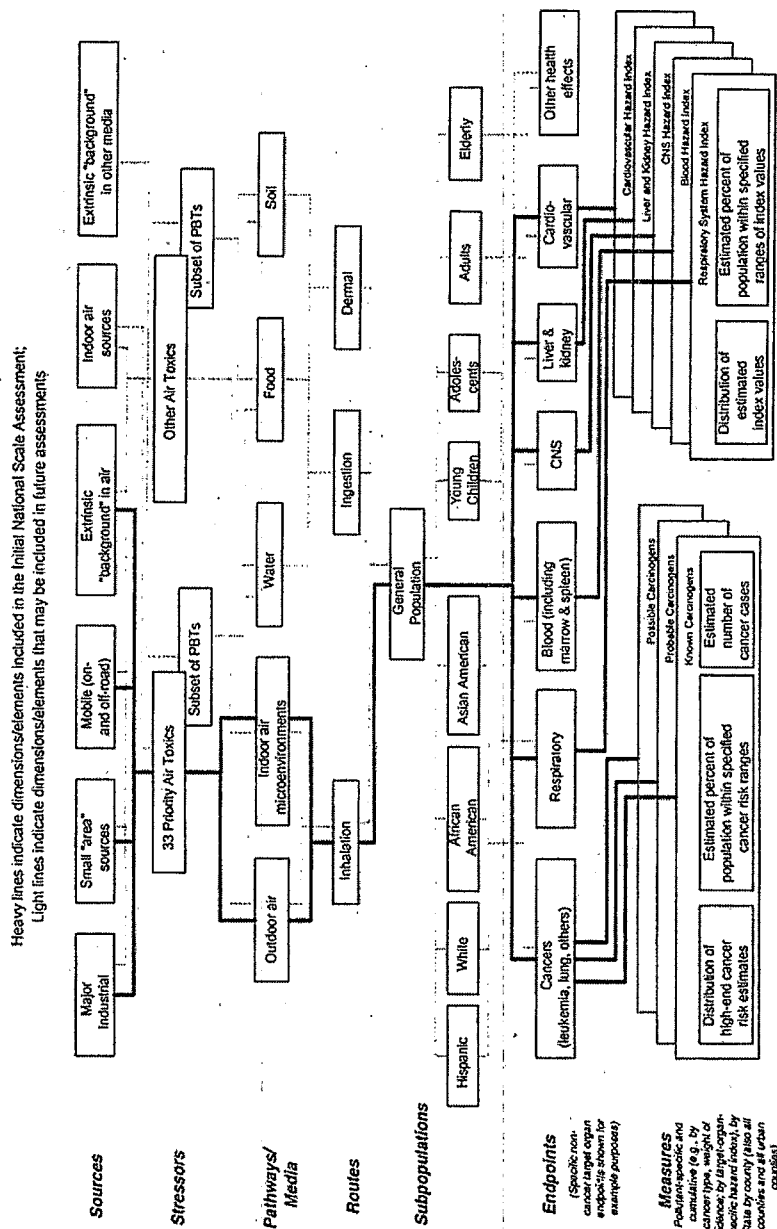 Heavy lines indicate dimensions/elements included in the Initial National Scale Assessment;
Light lines indicate dimensions/elements that may be included in future assessments
Sources
Major
Industrial
Small "area"
sources
Mobile (on-
and off-road)
Extrinsic
"background" in air
Indoor air
sources
Extrinsic "background"
in other media
Stressors
33 Priority Air Toxics
Subset of PBTs
Other Air Toxics
Subset of PBTs
Pathways/
Media
Outdoor air
Indoor air
microenvironments
Water
Food
Soil
Routes
Inhalation
Ingestion
Dermal
Subpopulations
General
Population
Hispanic
White
African
American
Asian American
Young
Children
Adoles-
cents
Adults
Elderly
Endpoints
(Specific non-
cancer target organ
endpoints shown for
example purposes)
Cancers
(leukemia, lung, others)
Respiratory
Blood (including
marrow & spleen)
CNS
Liver &
kidney
Cardio-
vascular
Other health
effects
Measures
Pollutant-specific and
cumulative (e.g., by
cancer type, weight of
idence; by target-organ-
pecific hazard index), by
tate by county (also all
ounties and all urban
counties)
Possible Carcinogens
Probable Carcinogens
Known Carcinogens
Distribution of
high-end cancer
risk estimates
Estimated percent of
population within specified
cancer risk ranges
Estimated
number of
cancer cases
Cardiovascular Hazard Index
Liver and Kidney Hazard Index
CNS Hazard Index
Blood Hazard Index
Respiratory System Hazard Index
Distribution of
estimated
index values
Estimated percent of
population within specified
ranges of index values